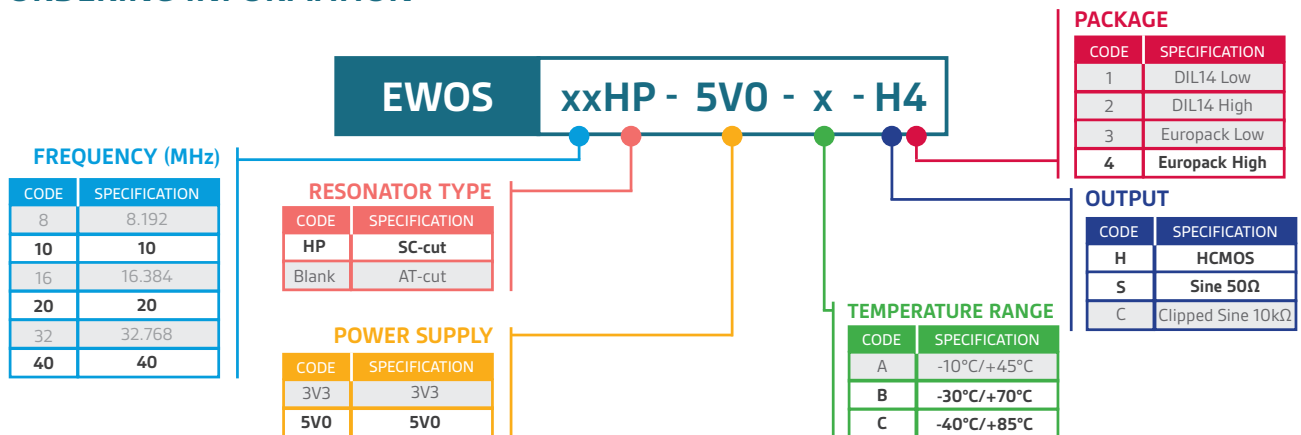 PACKAGE
CODE SPECIFICATION
1 DIL14 Low
2 DIL14 High
3 Europack Low
4 Europack High
EWOS xxHP - 5V0 - x - H4
FREQUENCY (MHz)
CODE SPECIFICATION
8 8.192
10 10
16 16.384
20 20
32 32.768
40 40
RESONATOR TYPE
CODE SPECIFICATION
HP SC-cut
Blank AT-cut
OUTPUT
CODE SPECIFICATION
H HCMOS
S Sine 50Ω
C Clipped Sine 10kΩ
POWER SUPPLY
CODE SPECIFICATION
3V3 3V3
5V0 5V0
TEMPERATURE RANGE
CODE SPECIFICATION
A -10°C/+45°C
B -30°C/+70°C
C -40°C/+85°C